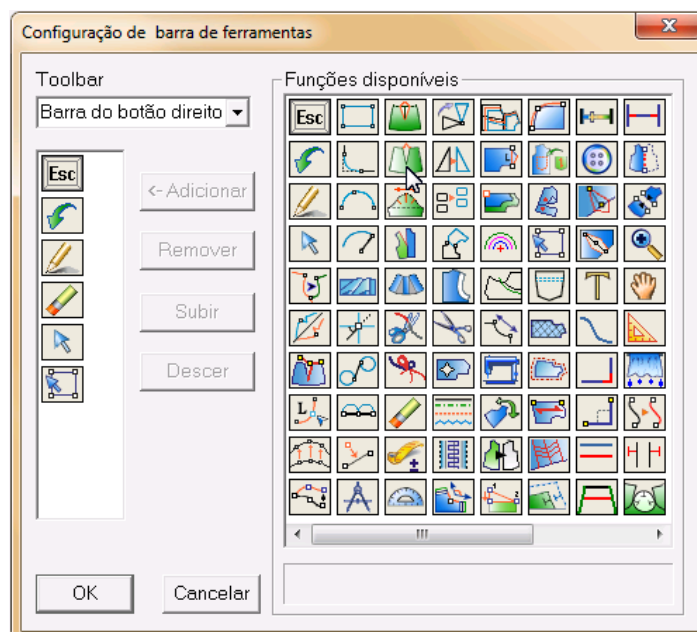 Configuração de barra de ferramentas
Toolbar
Funções disponíveis
Barra do botão direito
Esc
Esc
<- Adicionar
Remover
Subir
Descer
OK
Cancelar